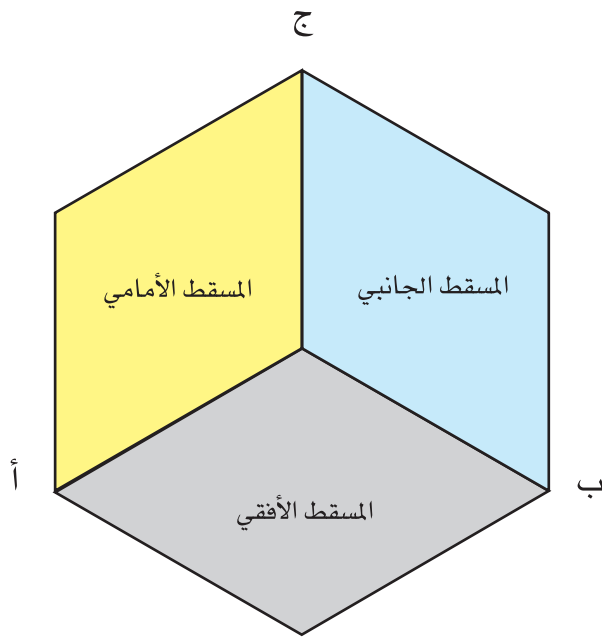 ج
المسقط الجانبي
المسقط الأمامي
ب
أ
المسقط الأفقي